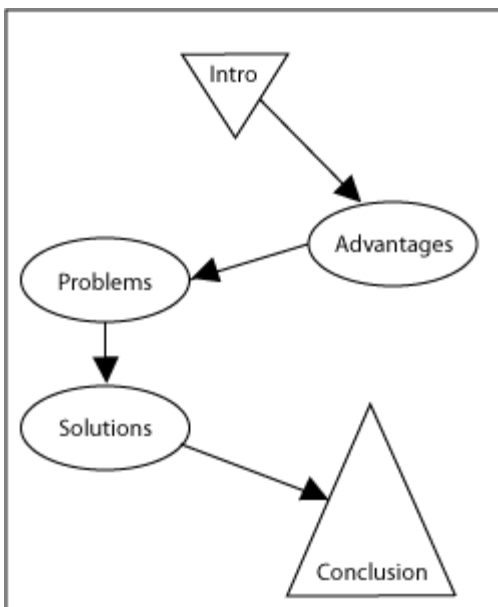 Intro
Advantages
Problems
Solutions
Conclusion